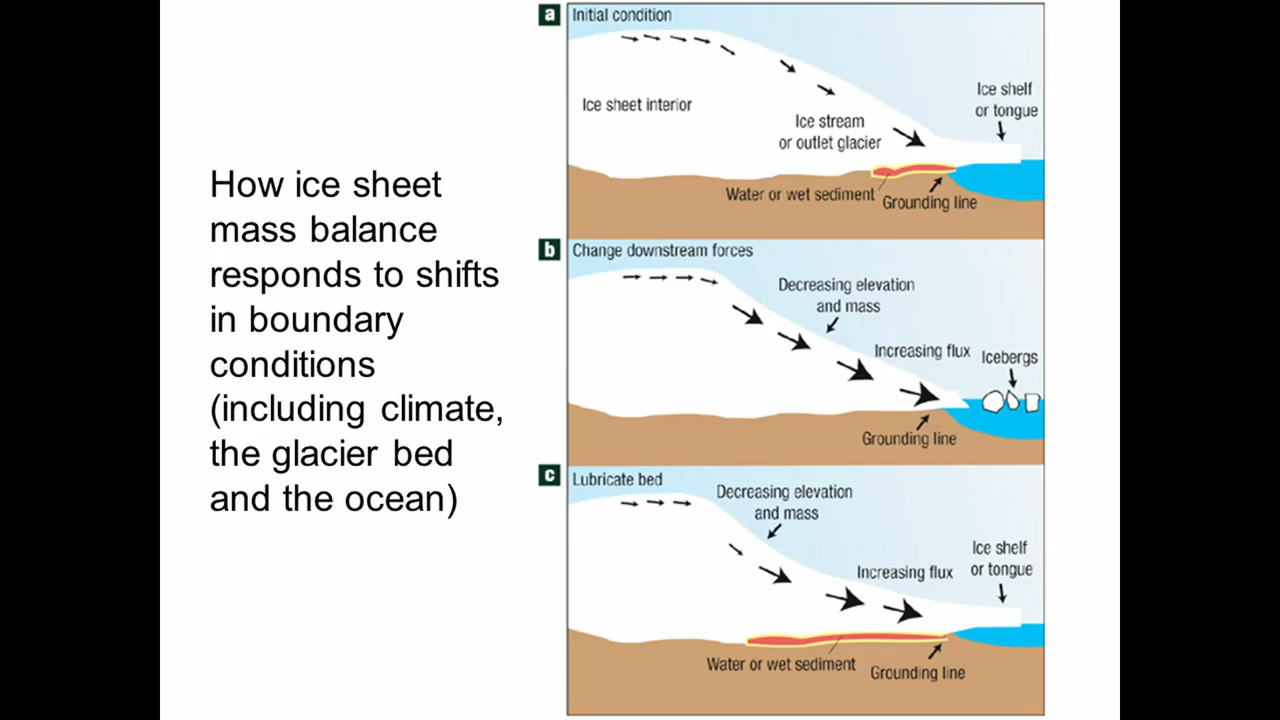 How ice sheet
mass balance
responds to shifts
in boundary
conditions
(including climate,
the glacier bed
and the ocean)
a Initial condition
Ice sheet interior
Ice stream
or outlet glacier
Ice shelf
or tongue
Water or wet sediment
Grounding line
b Change downstream forces
Decreasing elevation
and mass
Increasing flux
Icebergs
Grounding line
c Lubricate bed
Decreasing elevation
and mass
Increasing flux
Ice shelf
or tongue
Water or wet sediment
Grounding line